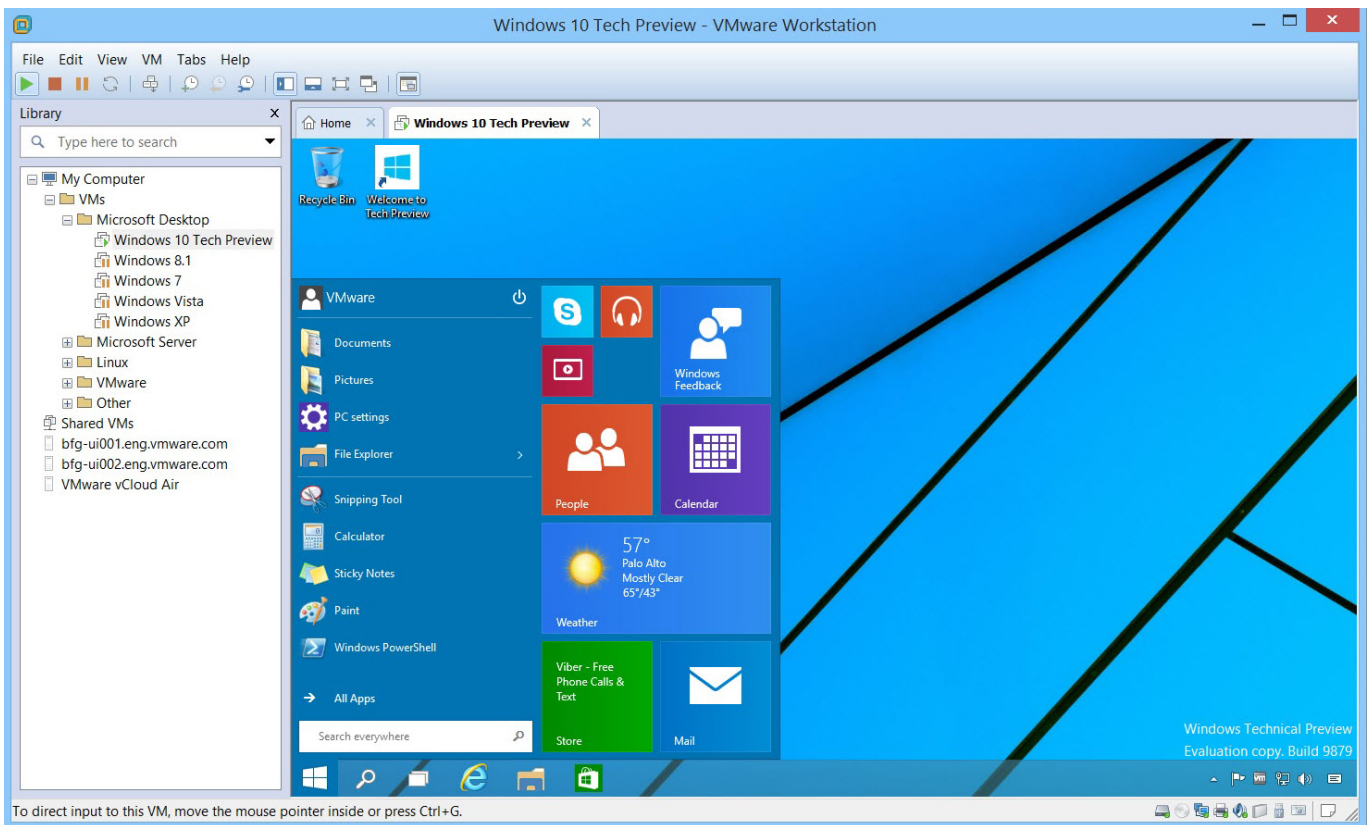 Windows 10 Tech Preview - VMware Workstation
File Edit View VM Tabs Help
Library x
Type here to search
My Computer
VMs
Microsoft Desktop
Windows 10 Tech Preview
Windows 8.1
Windows 7
Windows Vista
Windows XP
Microsoft Server
Linux
VMware
Other
Shared VMs
bfg-ui001.eng.vmware.com
bfg-ui002.eng.vmware.com
VMware vCloud Air
Home
Windows 10 Tech Preview
Recycle Bin
Welcome to
Tech Preview
VMware
Documents
Pictures
PC settings
File Explorer
Snipping Tool
Calculator
Sticky Notes
Paint
Windows PowerShell
All Apps
Search everywhere
Windows
Feedback
People
Calendar
57°
Palo Alto
Mostly Clear
65°/43°
Weather
Viber - Free
Phone Calls &
Text
Store
Mail
Windows Technical Preview
Evaluation copy. Build 9879
To direct input to this VM, move the mouse pointer inside or press Ctrl+G.